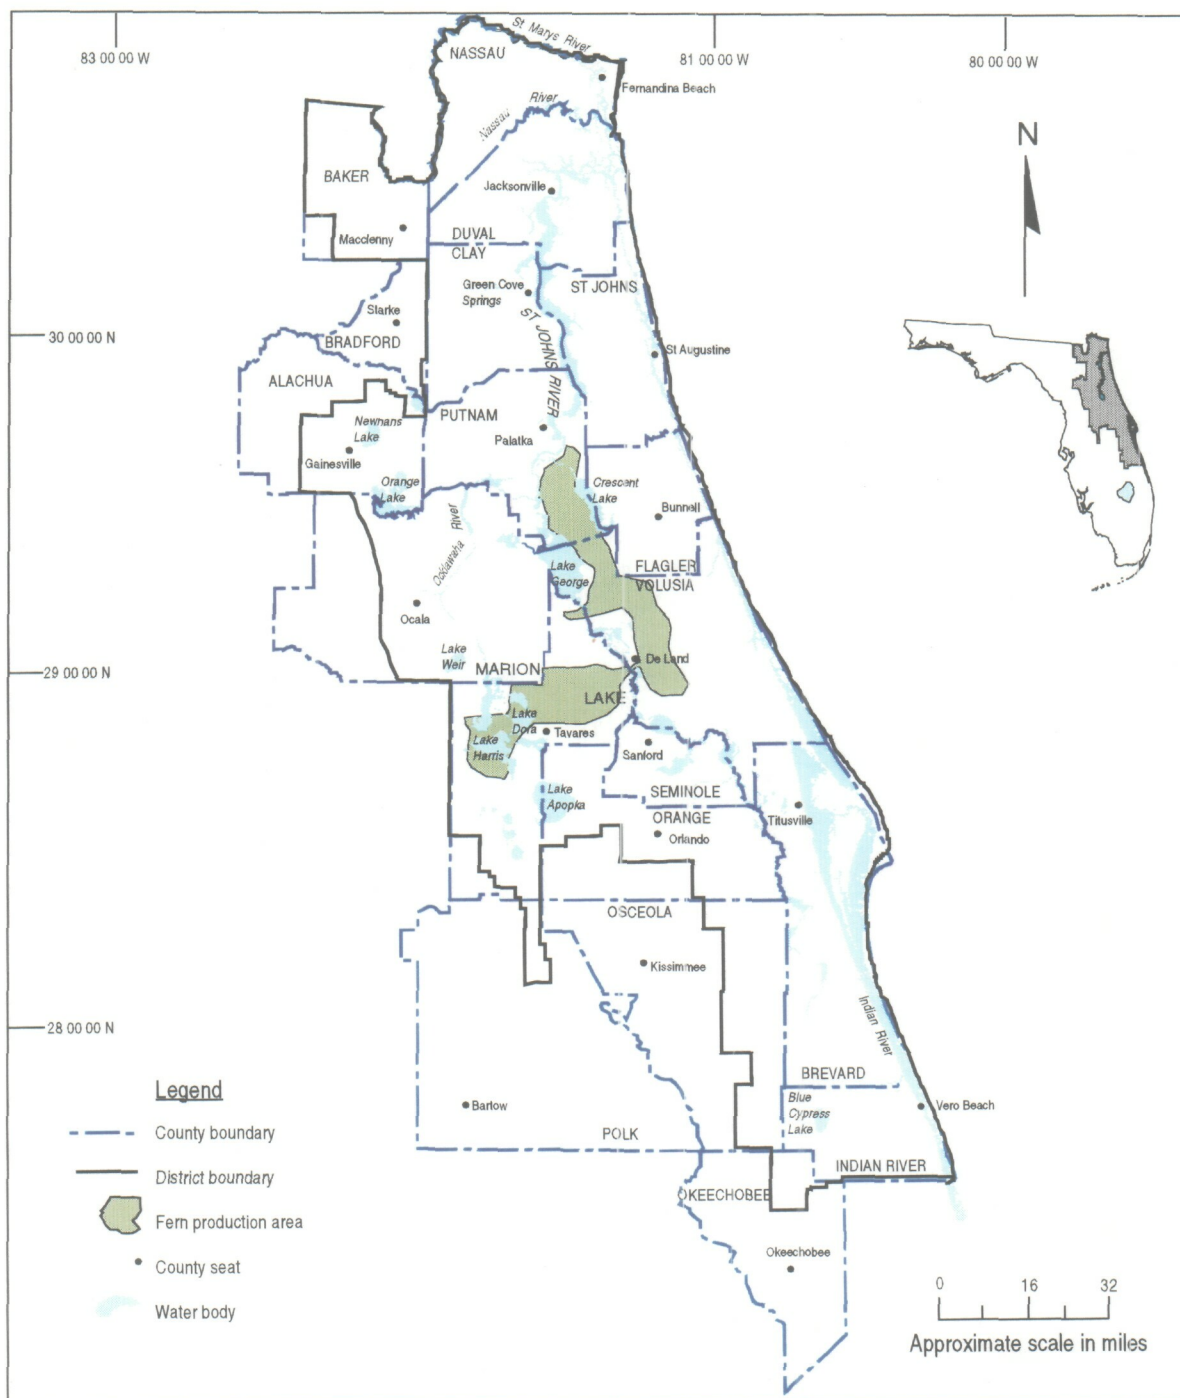 83 00 00 W
81 00 00 W
80 00 00 W
St Marys River
NASSAU
Fernandina Beach
Nassau River
N
BAKER
Jacksonville
Macclenny
DUVAL
CLAY
Green Cove
Springs
ST JOHNS
Starke
ST JOHNS RIVER
30 00 00 N
BRADFORD
St Augustine
ALACHUA
PUTNAM
Newnans
Lake
Palatka
Gainesville
Orange
Lake
Crescent
Lake
Bunnell
Ocklawaha River
Lake
George
FLAGLER
VOLUSIA
Ocala
Lake
Weir
De Land
29 00 00 N
MARION
LAKE
Lake
Dora
Tavares
Lake
Harris
Sanford
Lake
Apopka
SEMINOLE
ORANGE
Titusville
Orlando
OSCEOLA
Kissimmee
Indian River
28 00 00 N
BREVARD
Legend
Blue
Cypress
Lake
Vero Beach
Bartow
County boundary
POLK
District boundary
INDIAN RIVER
OKEECHOBEE
Fern production area
Okeechobee
County seat
Water body
0 16 32
Approximate scale in miles